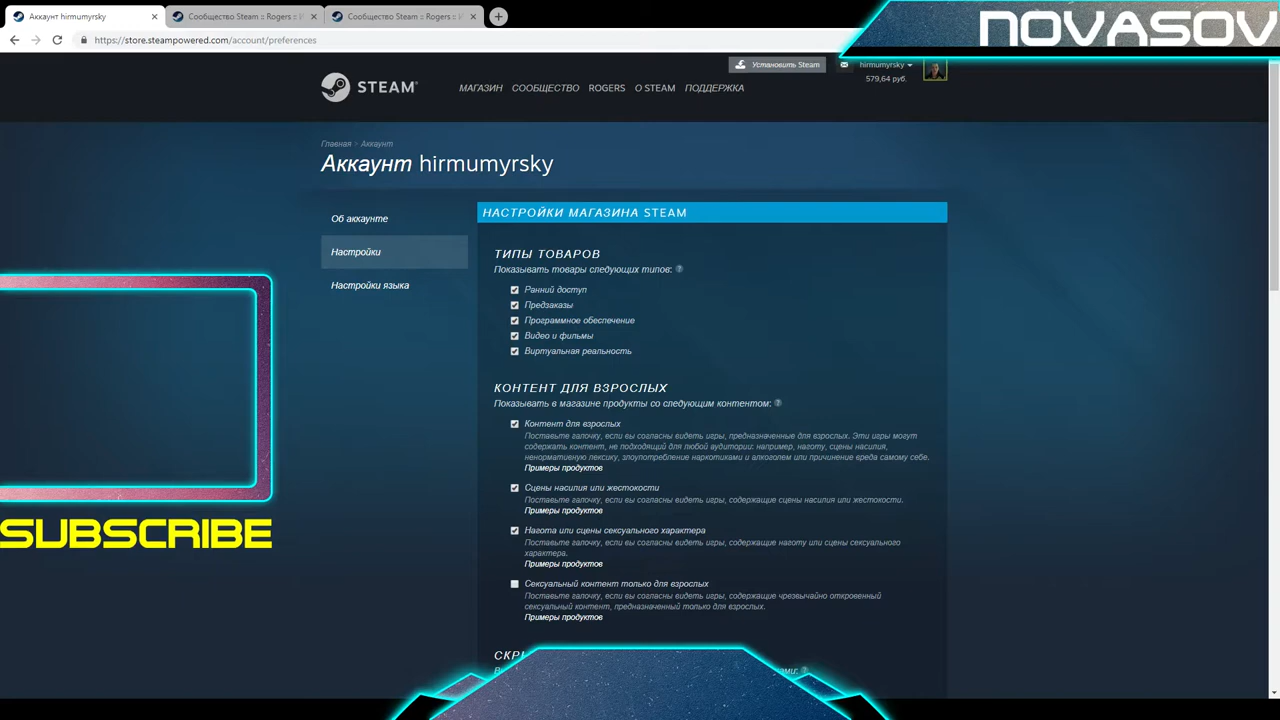 Аккаунт hirmumyrsky
Сообщество Steam :: Rogers ::
Сообщество Steam :: Rogers ::
NOVASOV
https://store.steampowered.com/account/preferences
Установить Steam
hirmumyrsky
579,64 руб.
STEAM
МАГАЗИН СООБЩЕСТВО ROGERS О STEAM ПОДДЕРЖКА
Главная > Аккаунт
Аккаунт hirmumyrsky
Об аккаунте
Настройки
Настройки языка
НАСТРОЙКИ МАГАЗИНА STEAM
ТИПЫ ТОВАРОВ
Показывать товары следующих типов: ?
Ранний доступ
Предзаказы
Программное обеспечение
Видео и фильмы
Виртуальная реальность
КОНТЕНТ ДЛЯ ВЗРОСЛЫХ
Показывать в магазине продукты со следующим контентом: ?
Контент для взрослых
Поставьте галочку, если вы согласны видеть игры, предназначенные для взрослых. Эти игры могут
содержать контент, не подходящий для любой аудитории: например, наготу, сцены насилия,
ненормативную лексику, злоупотребление наркотиками и алкоголем или причинение вреда самому себе.
Примеры продуктов
Сцены насилия или жестокости
Поставьте галочку, если вы согласны видеть игры, содержащие сцены насилия или жестокости.
Примеры продуктов
Нагота или сцены сексуального характера
Поставьте галочку, если вы согласны видеть игры, содержащие наготу или сцены сексуального
характера.
Примеры продуктов
Сексуальный контент только для взрослых
Поставьте галочку, если вы согласны видеть игры, содержащие чрезвычайно откровенный
сексуальный контент, предназначенный только для взрослых.
Примеры продуктов
SUBSCRIBE